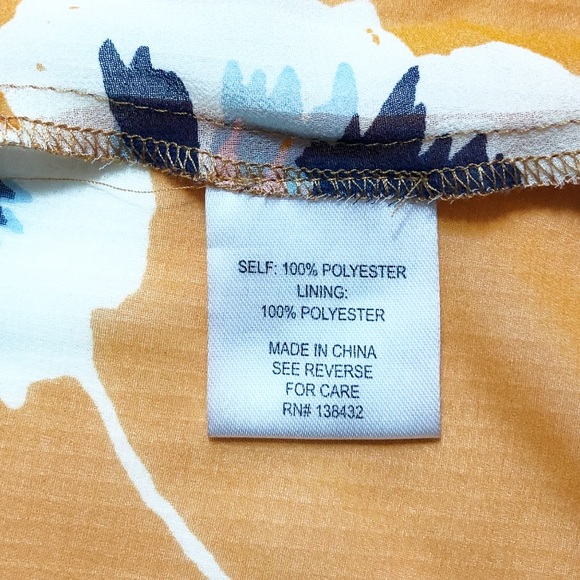 SELF: 100% POLYESTER
LINING:
100% POLYESTER
MADE IN CHINA
SEE REVERSE
FOR CARE
RN# 138432